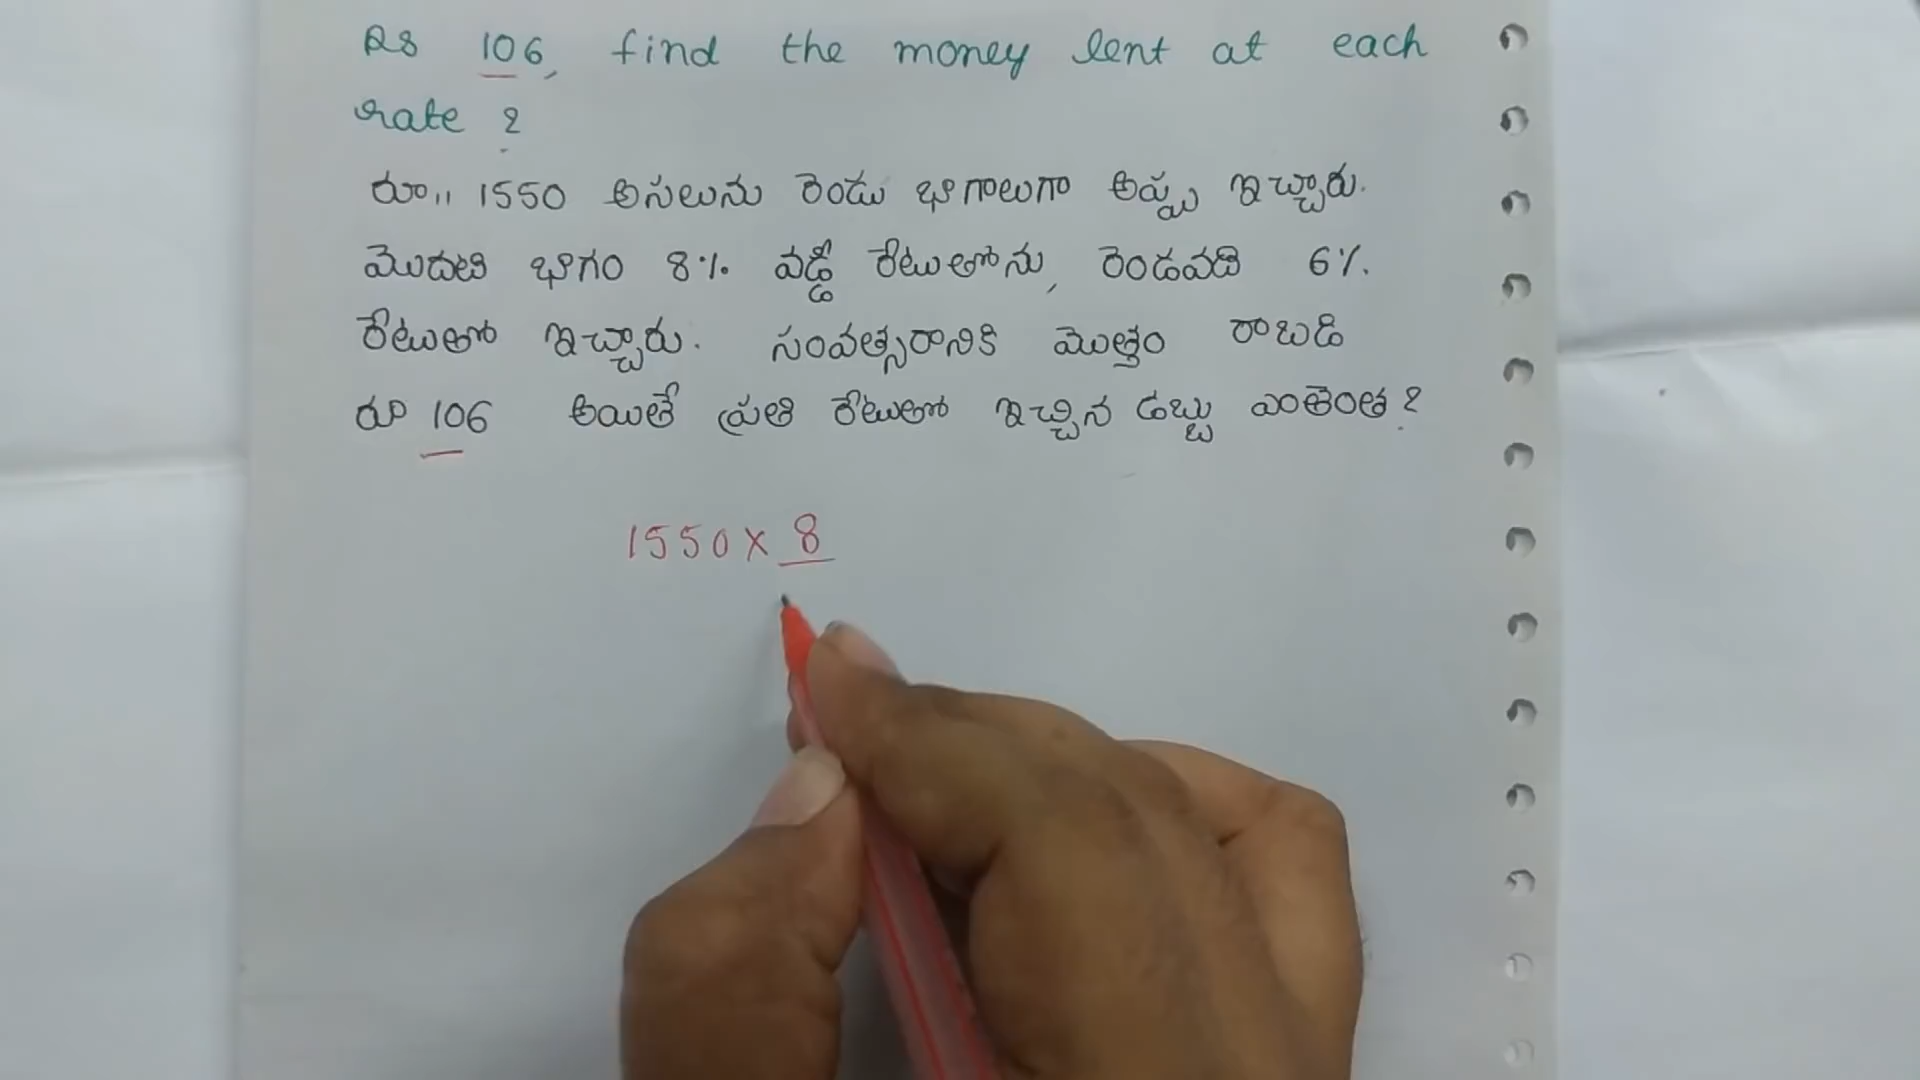 Rs 106, find the money lent at each
rate ?
రూ,, 1550 అసలును రెండు భాగాలుగా అప్పు ఇచ్చారు.
మొదటి భాగం 8% వడ్డీ రేటుతోను, రెండవది 6%
రేటుతో ఇచ్చారు. సంవత్సరానికి మొత్తం రాబడి
రూ 106 అయితే ప్రతి రేటుతో ఇచ్చిన డబ్బు ఎంతెంత ?
1550 × 8